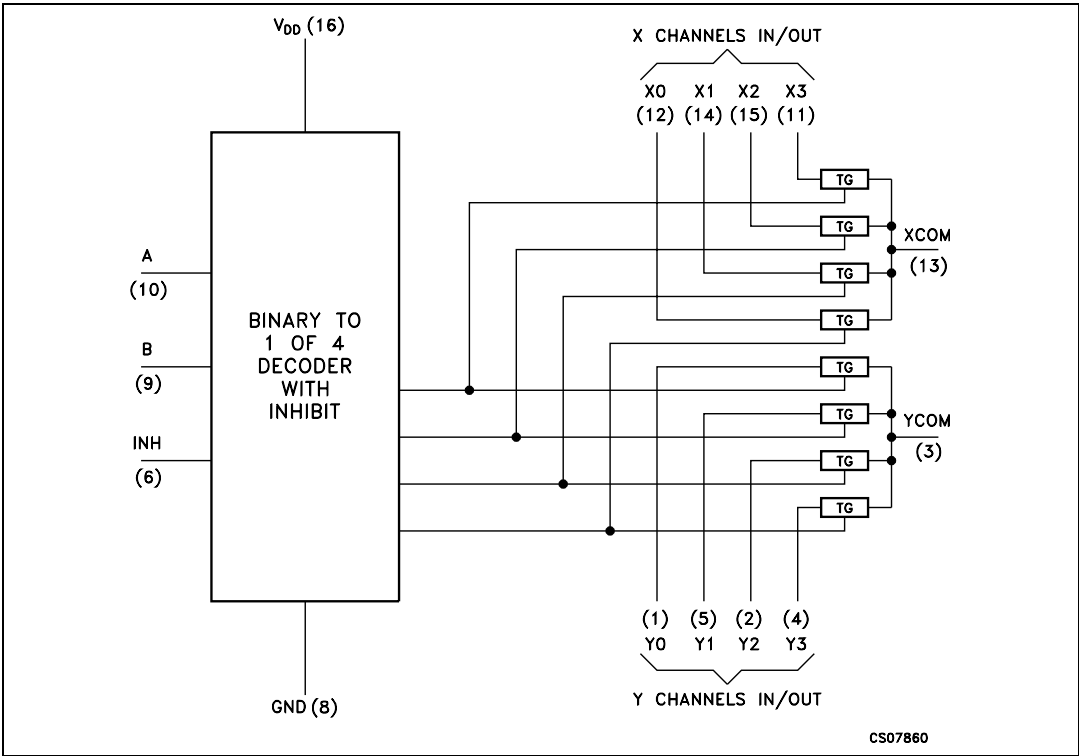 VDD (16)
X CHANNELS IN/OUT
X0 X1 X2 X3
(12) (14) (15) (11)
TG
TG
XCOM
(13)
TG
TG
A
(10)
B
(9)
INH
(6)
BINARY TO
1 OF 4
DECODER
WITH
INHIBIT
TG
TG
YCOM
(3)
TG
TG
(1) (5) (2) (4)
Y0 Y1 Y2 Y3
Y CHANNELS IN/OUT
GND (8)
CS07860